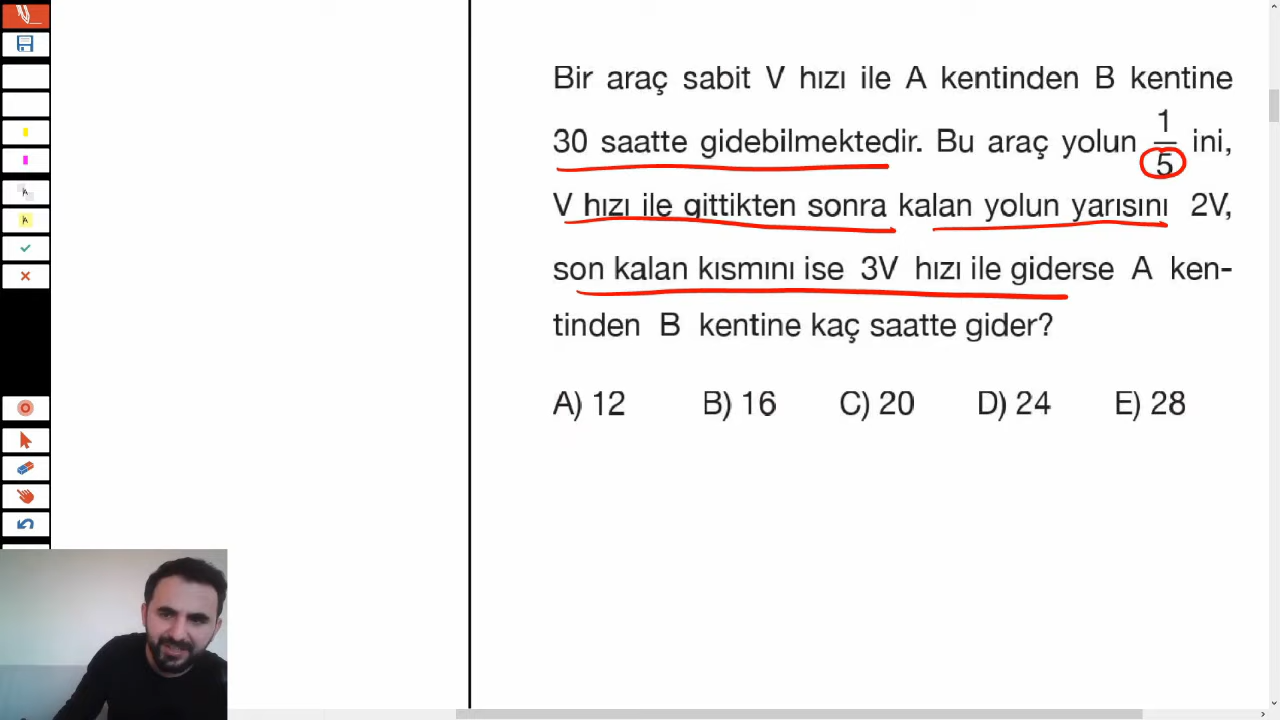 Bir araç sabit V hızı ile A kentinden B kentine
30 saatte gidebilmektedir. Bu araç yolun 1/5 ini,
V hızı ile gittikten sonra kalan yolun yarısını 2V,
son kalan kısmını ise 3V hızı ile giderse A ken-
tinden B kentine kaç saatte gider?
A) 12 B) 16 C) 20 D) 24 E) 28